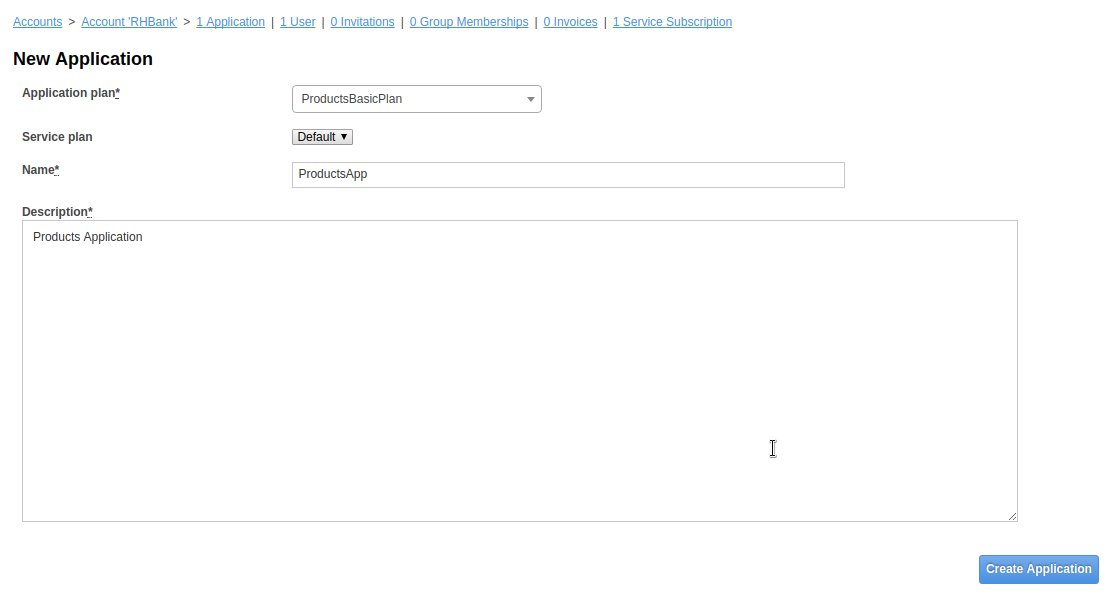 Accounts > Account 'RHBank' > 1 Application | 1 User | 0 Invitations | 0 Group Memberships | 0 Invoices | 1 Service Subscription
New Application
Application plan* ProductsBasicPlan
Service plan Default
Name* ProductsApp
Description*
Products Application
Create Application